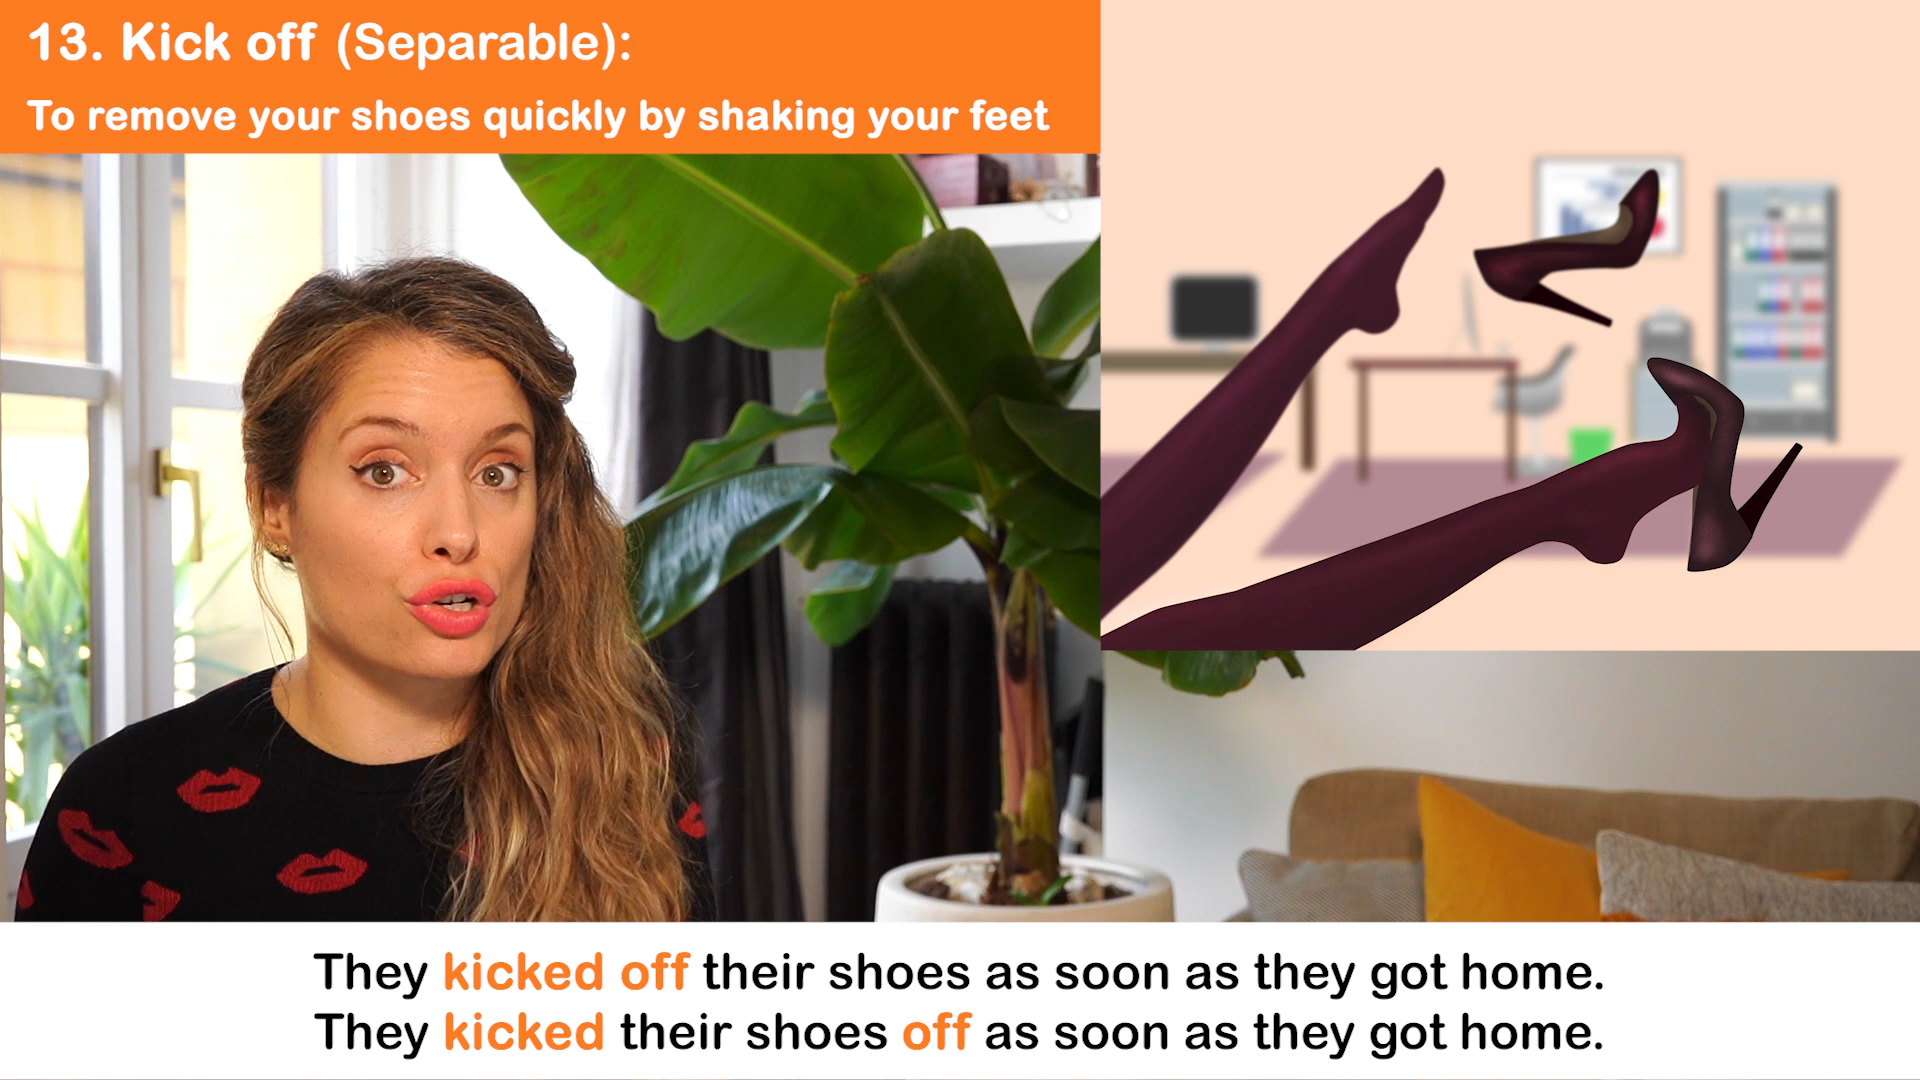 13. Kick off (Separable):
To remove your shoes quickly by shaking your feet
They kicked off their shoes as soon as they got home.
They kicked their shoes off as soon as they got home.